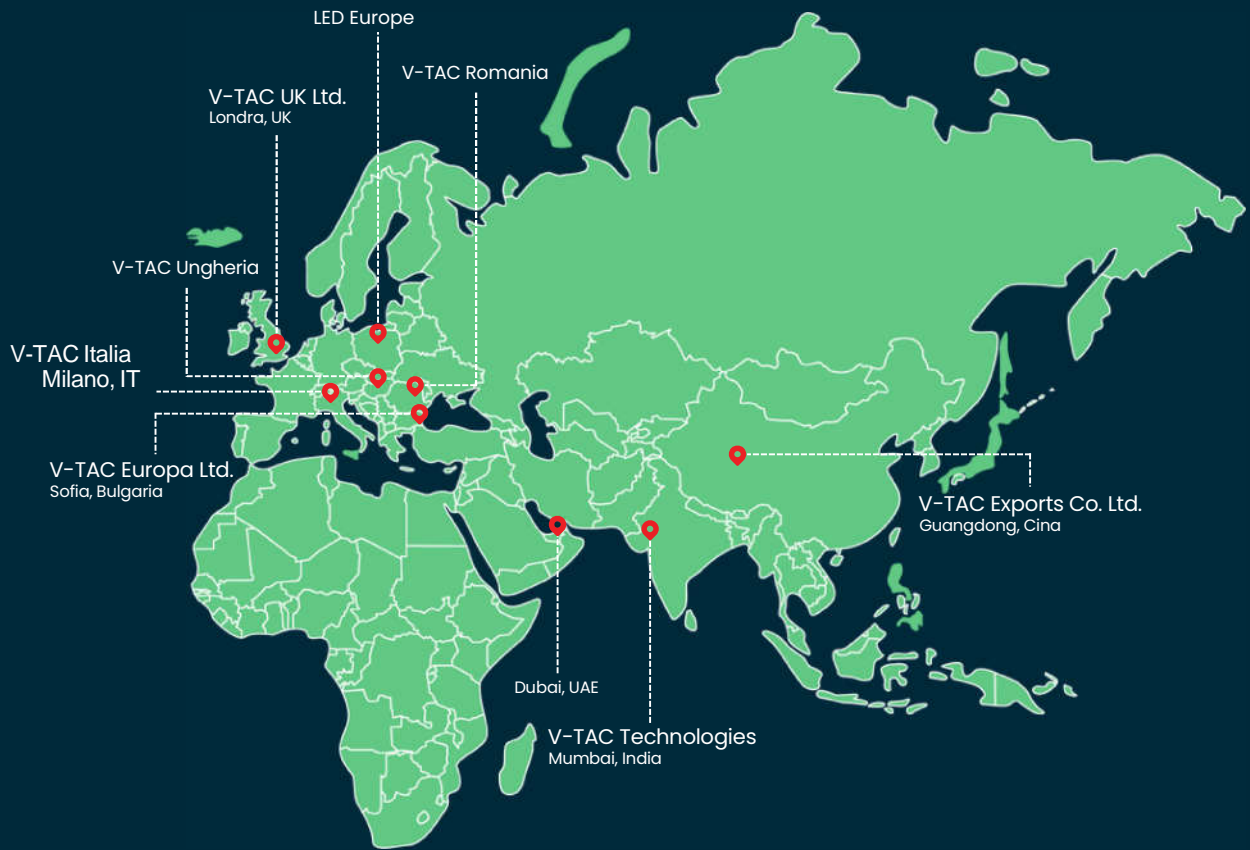 LED Europe
V-TAC Romania
V-TAC UK Ltd.
Londra, UK
V-TAC Ungheria
V-TAC Italia
Milano, IT
V-TAC Europa Ltd.
Sofia, Bulgaria
V-TAC Exports Co. Ltd.
Guangdong, Cina
Dubai, UAE
V-TAC Technologies
Mumbai, India